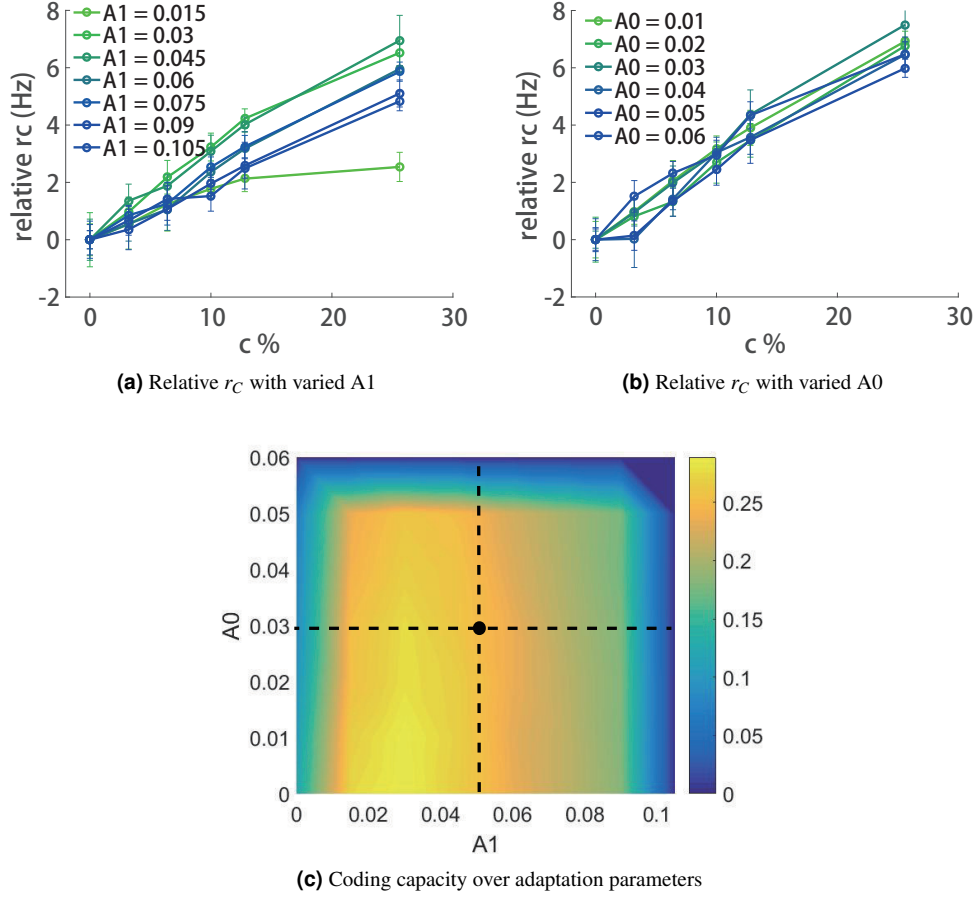 A1 = 0.015
A1 = 0.03
A1 = 0.045
A1 = 0.06
A1 = 0.075
A1 = 0.09
A1 = 0.105
8
6
4
2
0
-2
relative rc (Hz)
0 10 20 30
c %
(a) Relative rC with varied A1
A0 = 0.01
A0 = 0.02
A0 = 0.03
A0 = 0.04
A0 = 0.05
A0 = 0.06
8
6
4
2
0
-2
relative rc (Hz)
0 10 20 30
c %
(b) Relative rC with varied A0
0.06
0.05
0.04
0.03
0.02
0.01
0
A0
0 0.02 0.04 0.06 0.08 0.1
A1
0.25
0.2
0.15
0.1
0.05
0
(c) Coding capacity over adaptation parameters